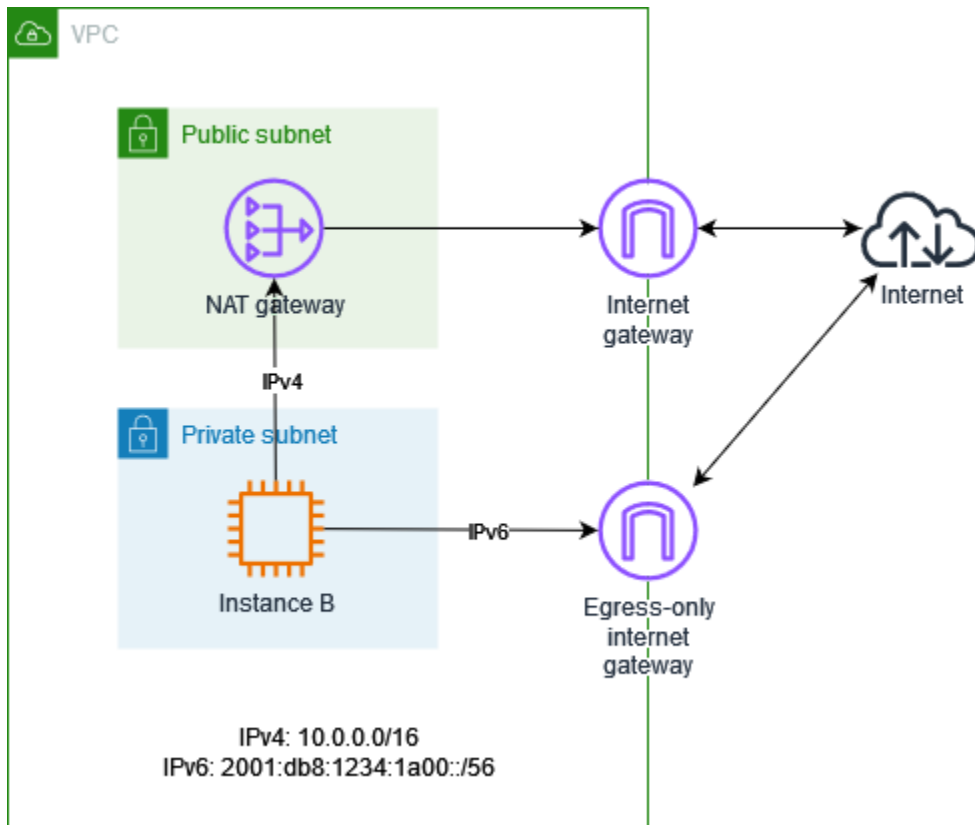 VPC
Public subnet
NAT gateway
Internet
gateway
Internet
IPv4
Private subnet
IPv6
Instance B
Egress-only
internet
gateway
IPv4: 10.0.0.0/16
IPv6: 2001:db8:1234:1a00::/56